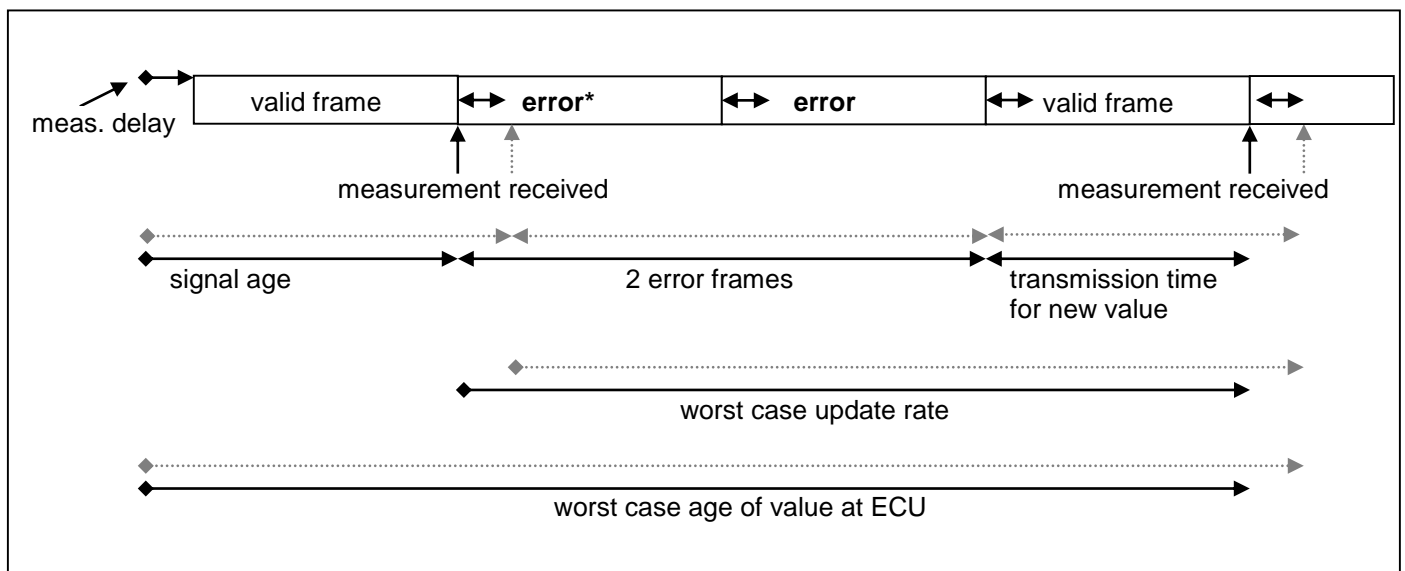 valid frame
error*
error
valid frame
meas. delay
measurement received
measurement received
signal age
2 error frames
transmission time
for new value
worst case update rate
worst case age of value at ECU